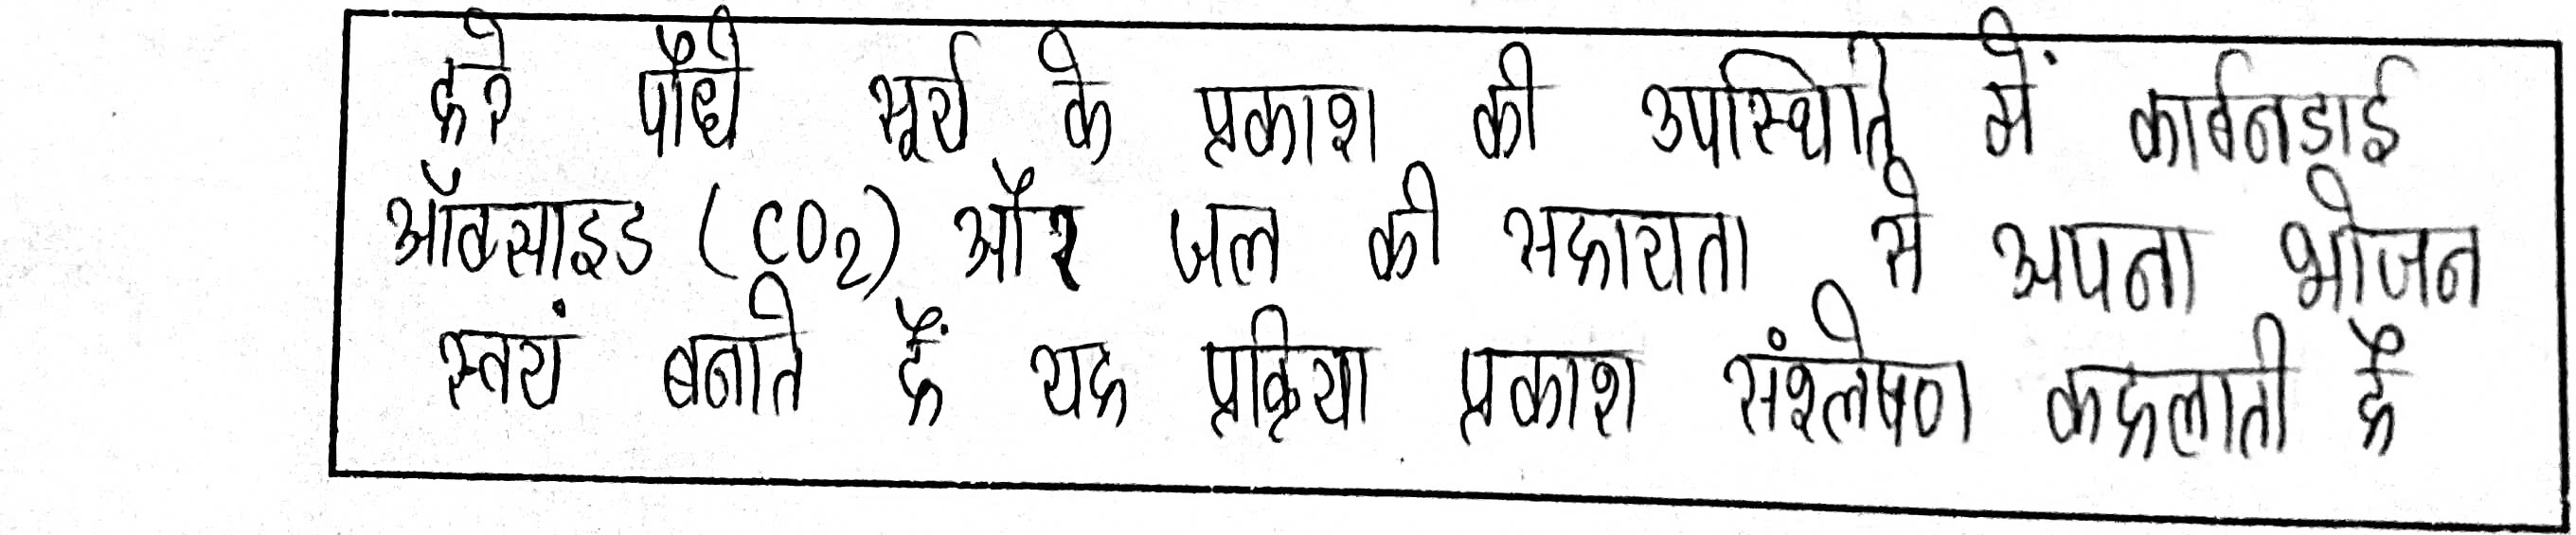 हरे पौधे सूर्य के प्रकाश की उपस्थिति में कार्बनडाई
ऑक्साइड (CO2) और जल की सहायता से अपना भोजन
स्वयं बनाते हैं यह प्रक्रिया प्रकाश संश्लेषण कहलाती है